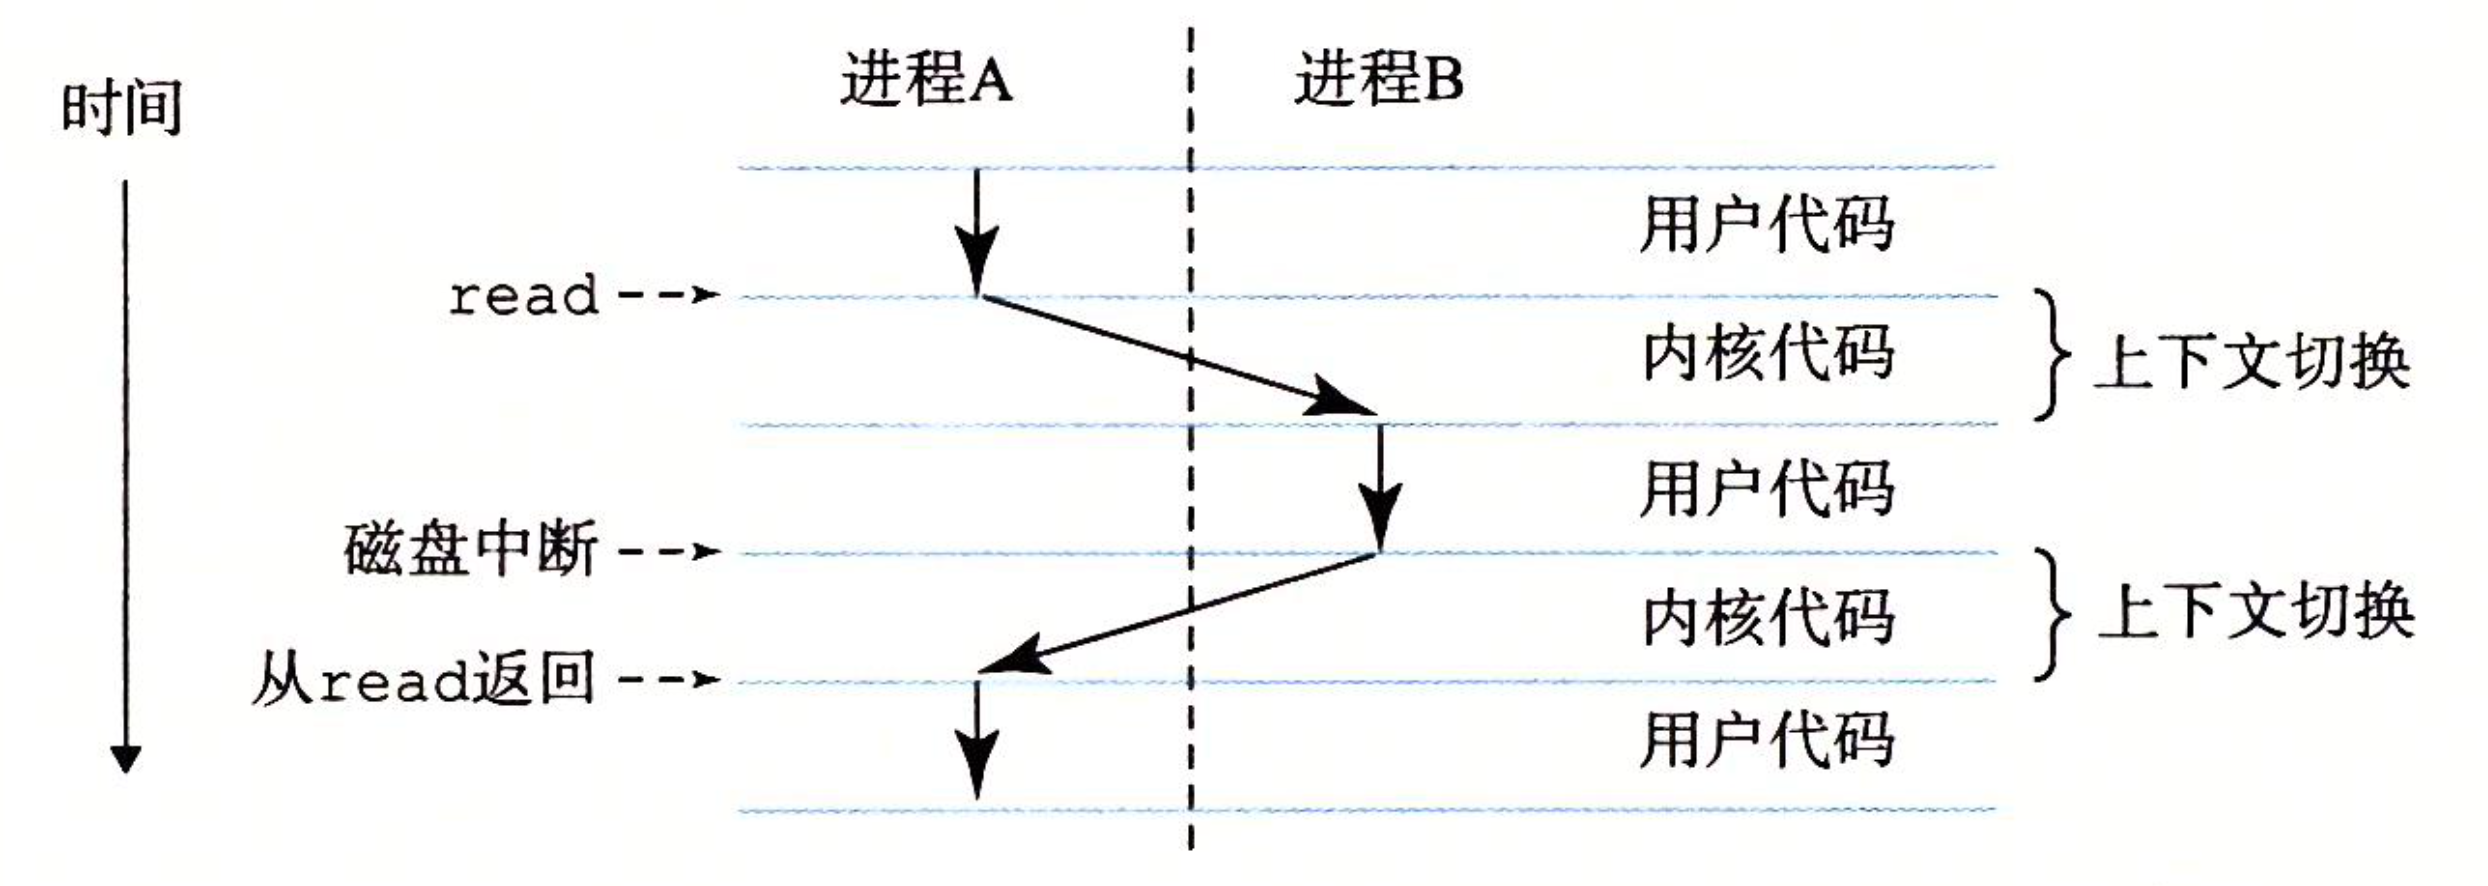 进程A 进程B
时间
用户代码
read
内核代码 上下文切换
用户代码
磁盘中断
内核代码 上下文切换
从read返回
用户代码